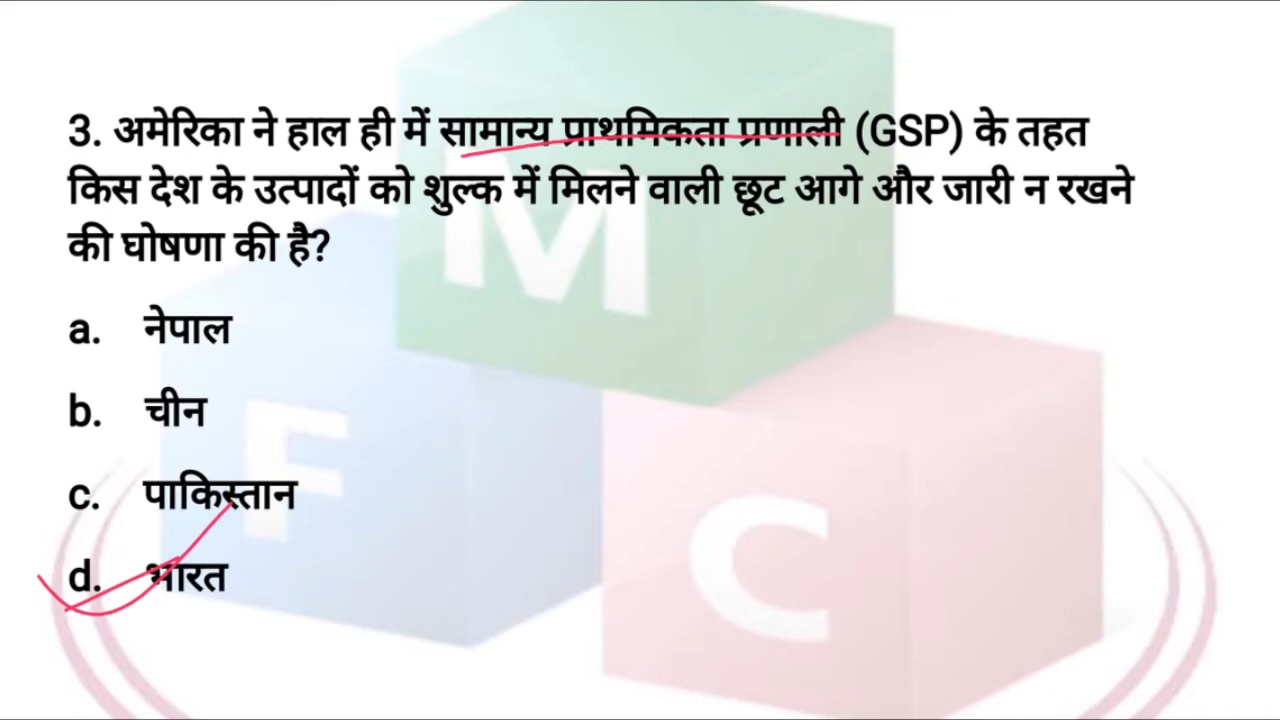 3. अमेरिका ने हाल ही में सामान्य प्राथमिकता प्रणाली (GSP) के तहत
किस देश के उत्पादों को शुल्क में मिलने वाली छूट आगे और जारी न रखने
की घोषणा की है?
a. नेपाल
b. चीन
c. पाकिस्तान
d. भारत
M
F
C